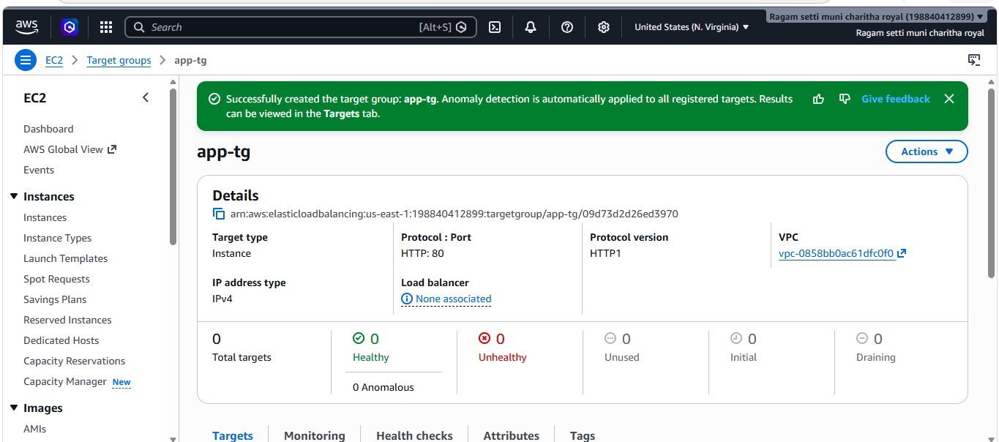 aws
Search [Alt+S]
United States (N. Virginia)
Ragam setti muni charitha royal (198840412899)
Ragam setti muni charitha royal
EC2 Target groups app-tg
EC2
Dashboard
AWS Global View
Events
Instances
Instances
Instance Types
Launch Templates
Spot Requests
Savings Plans
Reserved Instances
Dedicated Hosts
Capacity Reservations
Capacity Manager New
Images
AMIs
Successfully created the target group: app-tg. Anomaly detection is automatically applied to all registered targets. Results
can be viewed in the Targets tab.
Give feedback
app-tg
Actions
Details
arn:aws:elasticloadbalancing:us-east-1:198840412899:targetgroup/app-tg/09d73d2d26ed3970
Target type
Instance
Protocol : Port
HTTP: 80
Protocol version
HTTP1
VPC
vpc-0858bb0ac61dfc0f0
IP address type
IPv4
Load balancer
None associated
0
Total targets
0
Healthy
0 Anomalous
0
Unhealthy
0
Unused
0
Initial
0
Draining
Targets Monitoring Health checks Attributes Tags